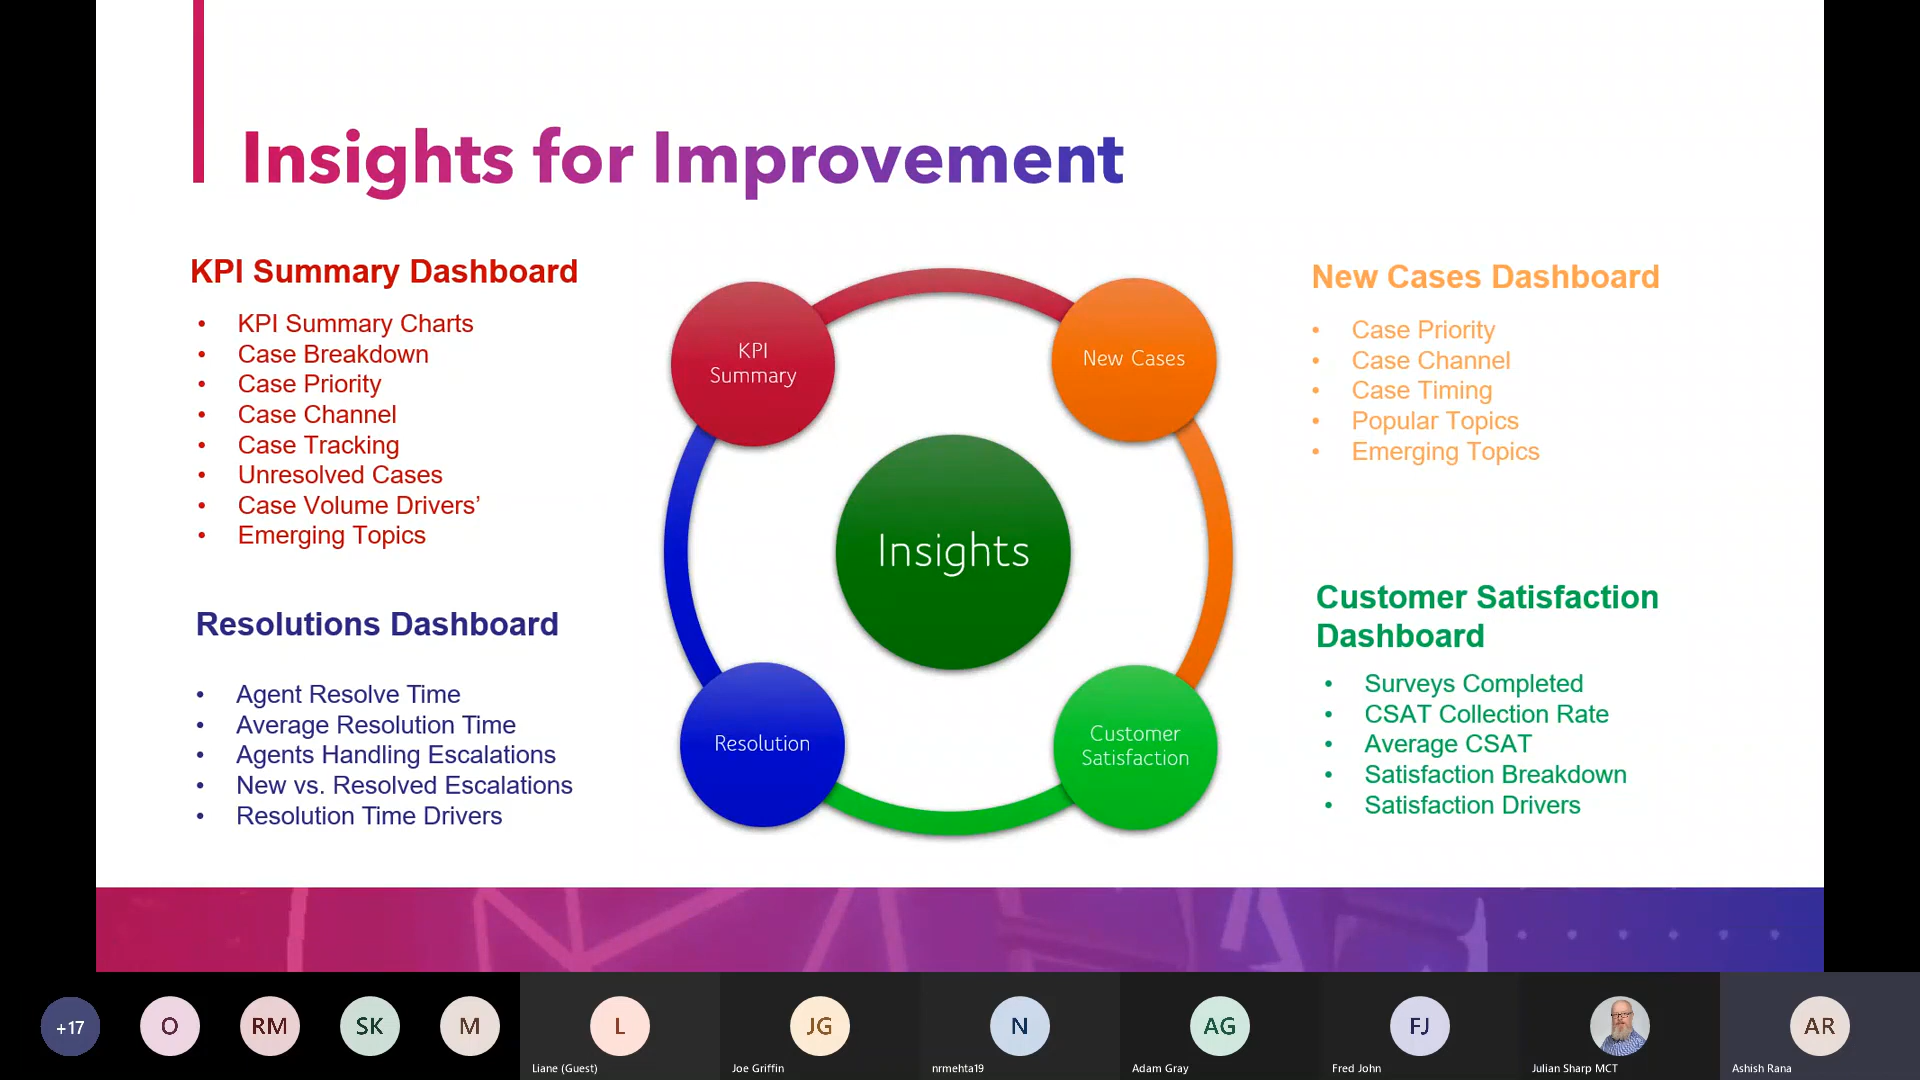 Insights for Improvement
KPI Summary Dashboard
• KPI Summary Charts
• Case Breakdown
• Case Priority
• Case Channel
• Case Tracking
• Unresolved Cases
• Case Volume Drivers’
• Emerging Topics
Resolutions Dashboard
• Agent Resolve Time
• Average Resolution Time
• Agents Handling Escalations
• New vs. Resolved Escalations
• Resolution Time Drivers
KPI
Summary
New Cases
Insights
Resolution
Customer
Satisfaction
New Cases Dashboard
• Case Priority
• Case Channel
• Case Timing
• Popular Topics
• Emerging Topics
Customer Satisfaction
Dashboard
• Surveys Completed
• CSAT Collection Rate
• Average CSAT
• Satisfaction Breakdown
• Satisfaction Drivers
+17
O
RM
SK
M
L
Liane (Guest)
JG
Joe Griffin
N
nrmehta19
AG
Adam Gray
FJ
Fred John
Julian Sharp MCT
AR
Ashish Rana